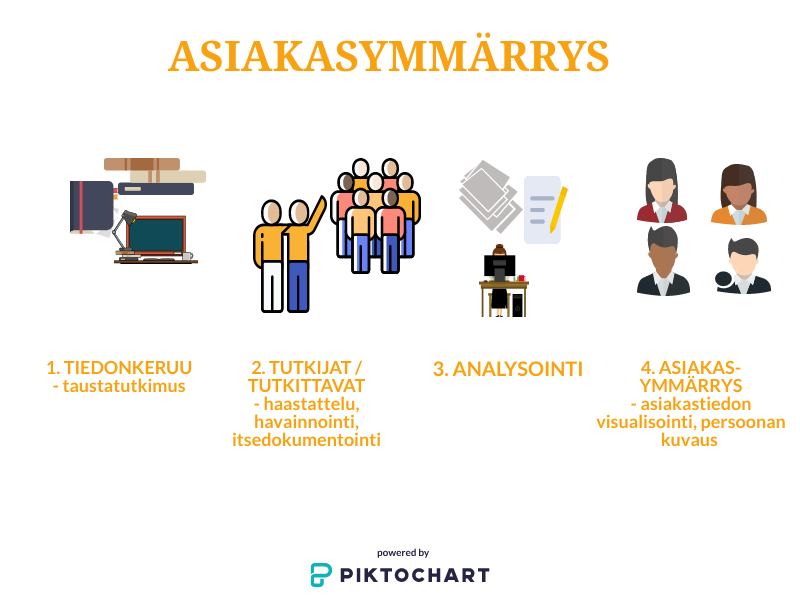 ASIAKASYMMÄRRYS
1. TIEDONKERUU
- taustatutkimus
2. TUTKIJAT /
TUTKITTAVAT
- haastattelu,
havainnointi,
itsedokumentointi
3. ANALYSOINTI
4. ASIAKAS-
YMMÄRRYS
- asiakastiedon
visualisointi, persoonan
kuvaus
powered by
PIKTOCHART